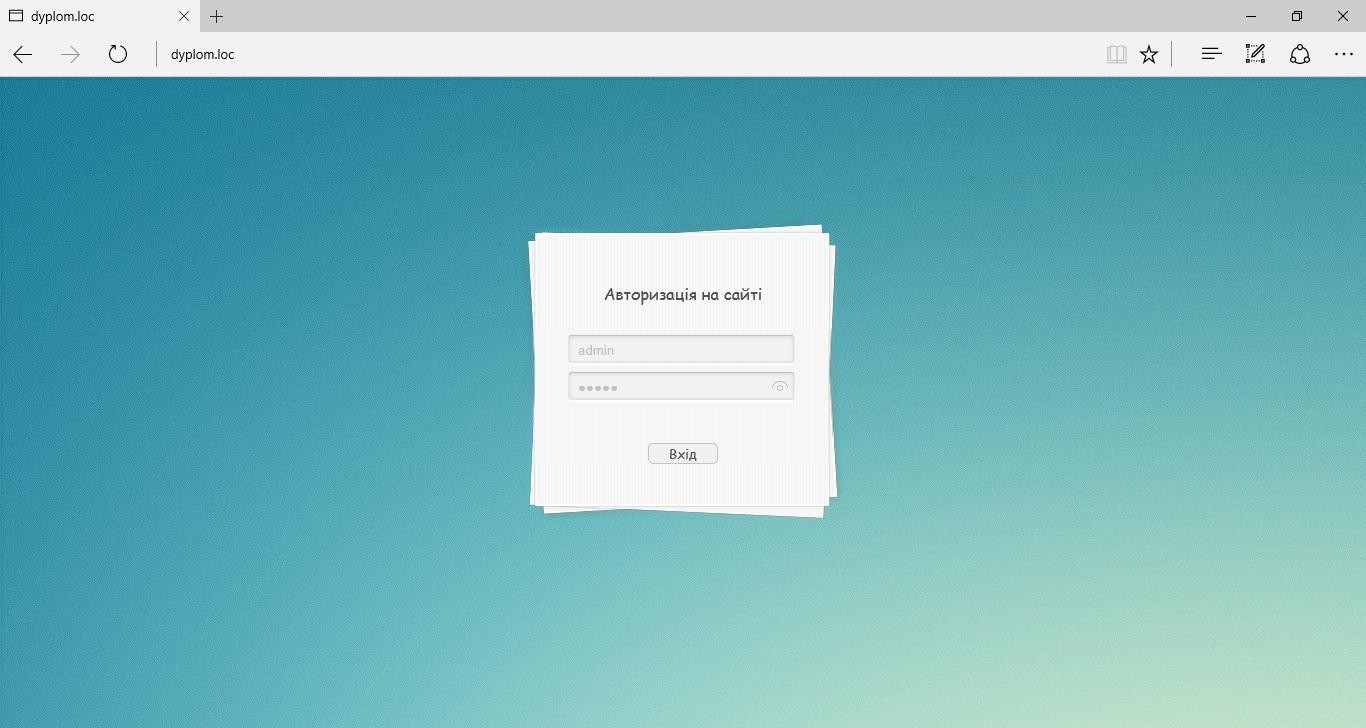 dyplom.loc
dyplom.loc
Авторизація на сайті
admin
●●●●●
Вхід